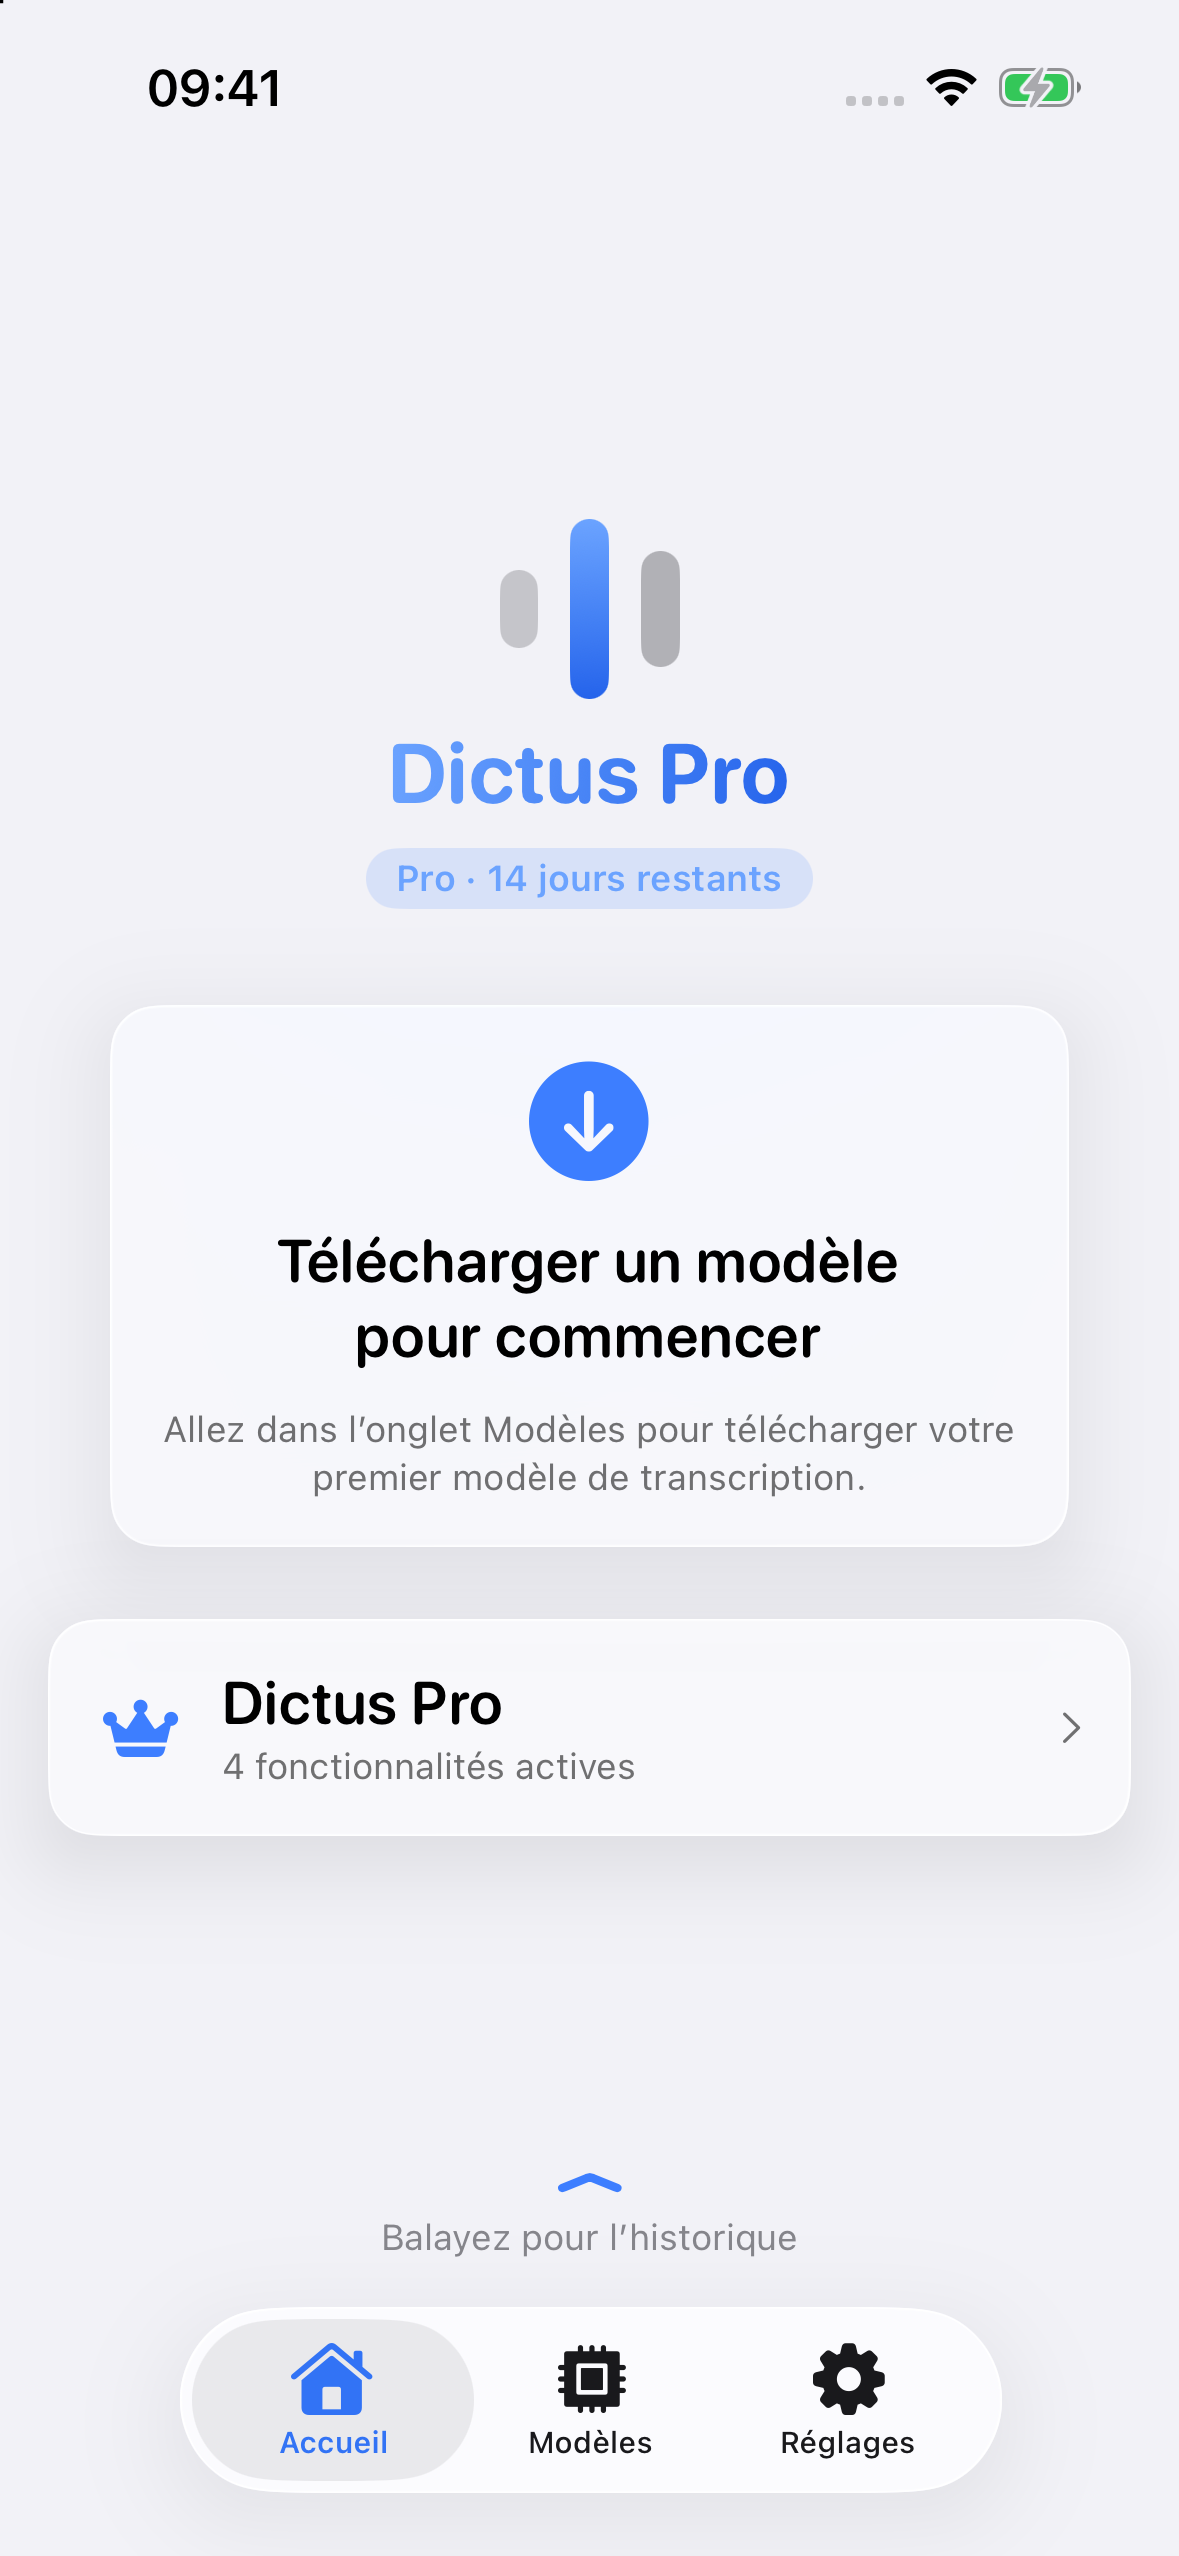 09:41
Dictus Pro
Pro · 14 jours restants
Télécharger un modèle
pour commencer
Allez dans l’onglet Modèles pour télécharger votre
premier modèle de transcription.
Dictus Pro
4 fonctionnalités actives
Balayez pour l’historique
Accueil
Modèles
Réglages